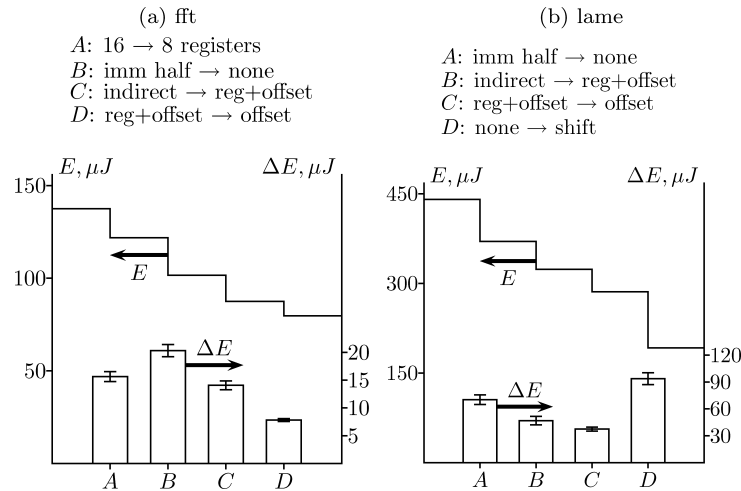 (a) fft
A: 16 → 8 registers
B: imm half → none
C: indirect → reg+offset
D: reg+offset → offset
E, μJ
ΔE, μJ
150
100
50
E
ΔE
20
15
10
5
A B C D
(b) lame
A: imm half → none
B: indirect → reg+offset
C: reg+offset → offset
D: none → shift
E, μJ
ΔE, μJ
450
300
150
E
ΔE
120
90
60
30
A B C D